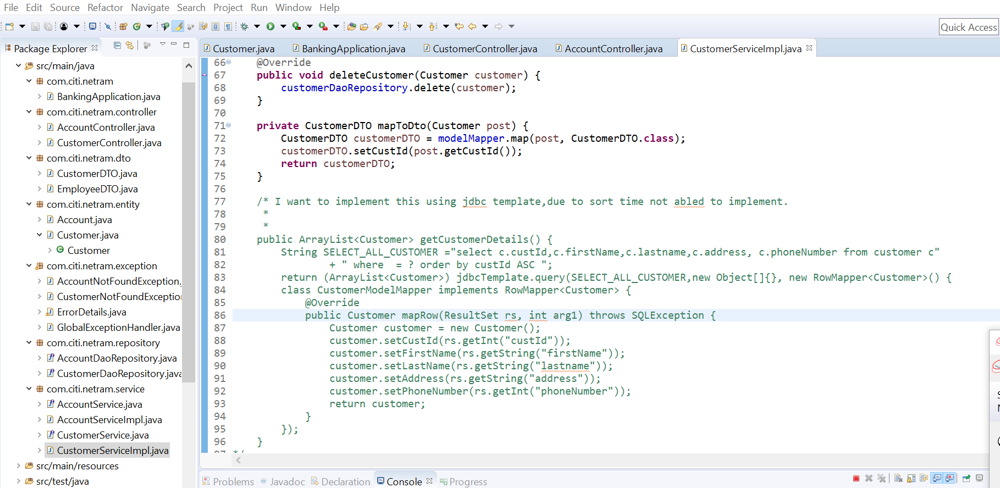 File Edit Source Refactor Navigate Search Project Run Window Help
Quick Access
Package Explorer
src/main/java
com.citi.netram
BankingApplication.java
com.citi.netram.controller
AccountController.java
CustomerController.java
com.citi.netram.dto
CustomerDTO.java
EmployeeDTO.java
com.citi.netram.entity
Account.java
Customer.java
Customer
com.citi.netram.exception
AccountNotFoundException.
CustomerNotFoundExceptio
ErrorDetails.java
GlobalExceptionHandler.java
com.citi.netram.repository
AccountDaoRepository.java
CustomerDaoRepository.java
com.citi.netram.service
AccountService.java
AccountServiceImpl.java
CustomerService.java
CustomerServiceImpl.java
src/main/resources
src/test/java
Customer.java BankingApplication.java CustomerController.java AccountController.java CustomerServiceImpl.java
66 @Override
67 public void deleteCustomer(Customer customer) {
68 customerDaoRepository.delete(customer);
69 }
70
71 private CustomerDTO mapToDto(Customer post) {
72 CustomerDTO customerDTO = modelMapper.map(post, CustomerDTO.class);
73 customerDTO.setCustId(post.getCustId());
74 return customerDTO;
75 }
76
77 /* I want to implement this using jdbc template,due to sort time not abled to implement.
78 *
79 *
80 public ArrayList<Customer> getCustomerDetails() {
81 String SELECT_ALL_CUSTOMER ="select c.custId,c.firstName,c.lastname,c.address, c.phoneNumber from customer c"
82 + " where  = ? order by custId ASC ";
83 return (ArrayList<Customer>) jdbcTemplate.query(SELECT_ALL_CUSTOMER,new Object[]{}, new RowMapper<Customer>() {
84 class CustomerModelMapper implements RowMapper<Customer> {
85 @Override
86 public Customer mapRow(ResultSet rs, int arg1) throws SQLException {
87 Customer customer = new Customer();
88 customer.setCustId(rs.getInt("custId"));
89 customer.setFirstName(rs.getString("firstName"));
90 customer.setLastName(rs.getString("lastname"));
91 customer.setAddress(rs.getString("address"));
92 customer.setPhoneNumber(rs.getInt("phoneNumber"));
93 return customer;
94 }
95 });
96 }
97 */
Problems @ Javadoc Declaration Console Progress